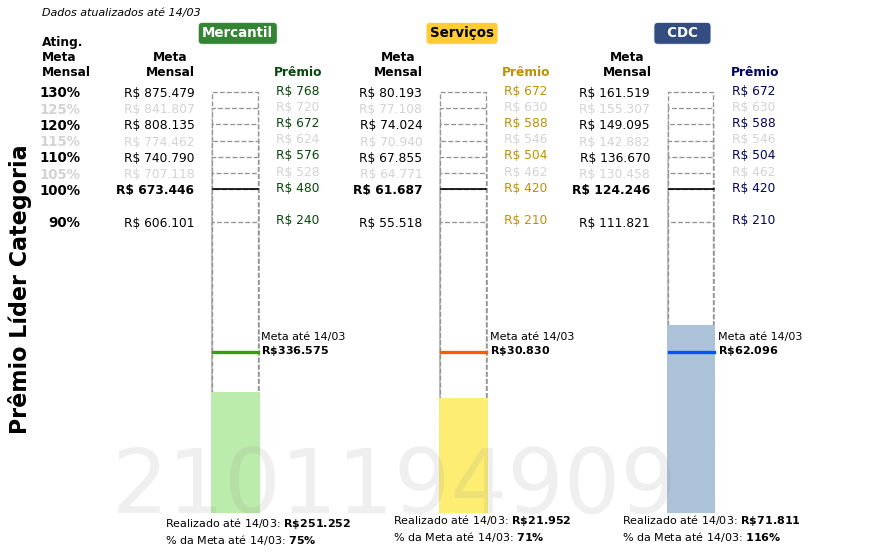 Dados atualizados até 14/03
Mercantil Serviços CDC
Ating. Meta Mensal Meta Mensal Prêmio Meta Mensal Prêmio Meta Mensal Prêmio
130% R$ 875.479 R$ 768 R$ 80.193 R$ 672 R$ 161.519 R$ 672
125% R$ 841.807 R$ 720 R$ 77.108 R$ 630 R$ 155.307 R$ 630
120% R$ 808.135 R$ 672 R$ 74.024 R$ 588 R$ 149.095 R$ 588
115% R$ 774.462 R$ 624 R$ 70.940 R$ 546 R$ 142.882 R$ 546
110% R$ 740.790 R$ 576 R$ 67.855 R$ 504 R$ 136.670 R$ 504
105% R$ 707.118 R$ 528 R$ 64.771 R$ 462 R$ 130.458 R$ 462
100% R$ 673.446 R$ 480 R$ 61.687 R$ 420 R$ 124.246 R$ 420
90% R$ 606.101 R$ 240 R$ 55.518 R$ 210 R$ 111.821 R$ 210
Prêmio Líder Categoria
Meta até 14/03 Meta até 14/03 Meta até 14/03
R$336.575 R$30.830 R$62.096
2101194909
Realizado até 14/03: R$251.252 Realizado até 14/03: R$21.952 Realizado até 14/03: R$71.811
% da Meta até 14/03: 75% % da Meta até 14/03: 71% % da Meta até 14/03: 116%